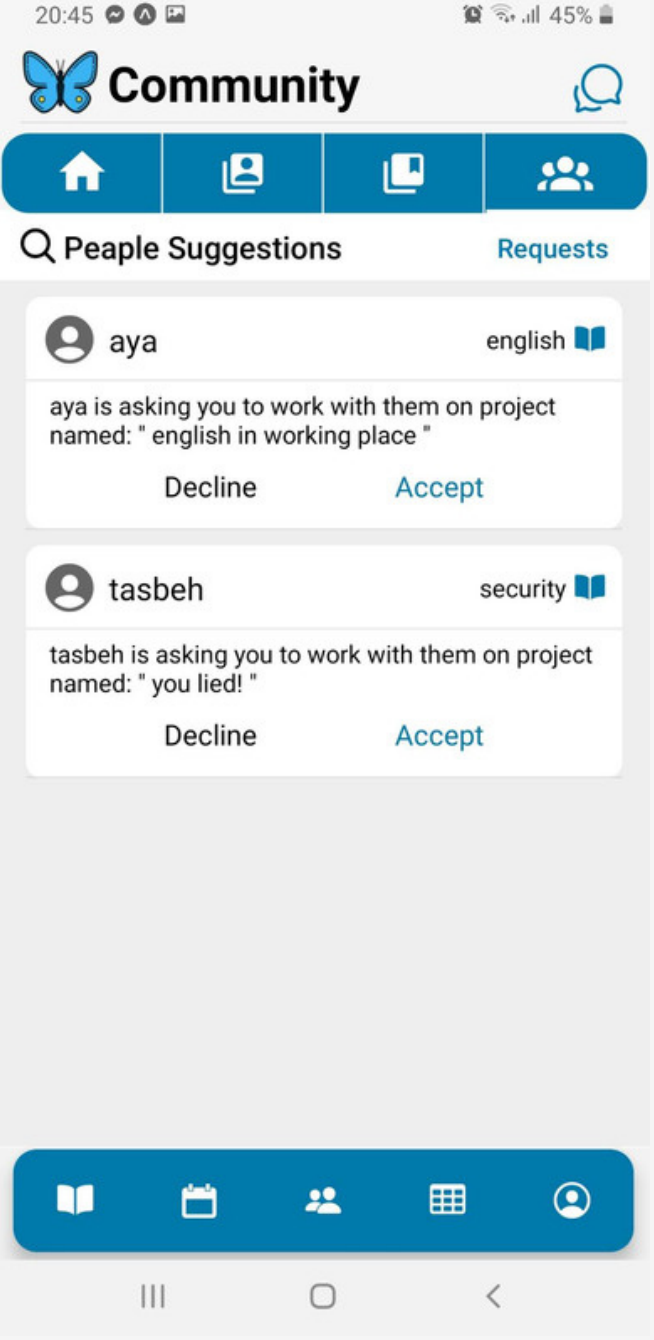 20:45 45%
Community
Peaple Suggestions Requests
aya english
aya is asking you to work with them on project
named: " english in working place "
Decline Accept
tasbeh security
tasbeh is asking you to work with them on project
named: " you lied! "
Decline Accept